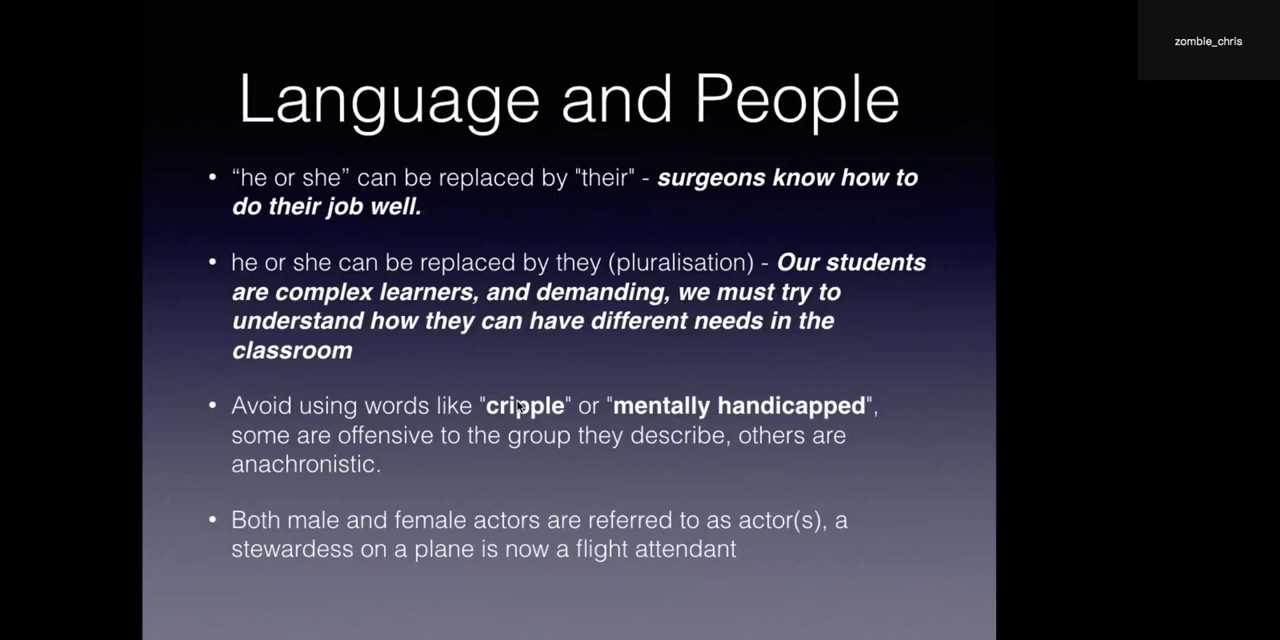 zombie_chris
Language and People
• “he or she” can be replaced by "their" - surgeons know how to
do their job well.
• he or she can be replaced by they (pluralisation) - Our students
are complex learners, and demanding, we must try to
understand how they can have different needs in the
classroom
• Avoid using words like "cripple" or "mentally handicapped",
some are offensive to the group they describe, others are
anachronistic.
• Both male and female actors are referred to as actor(s), a
stewardess on a plane is now a flight attendant